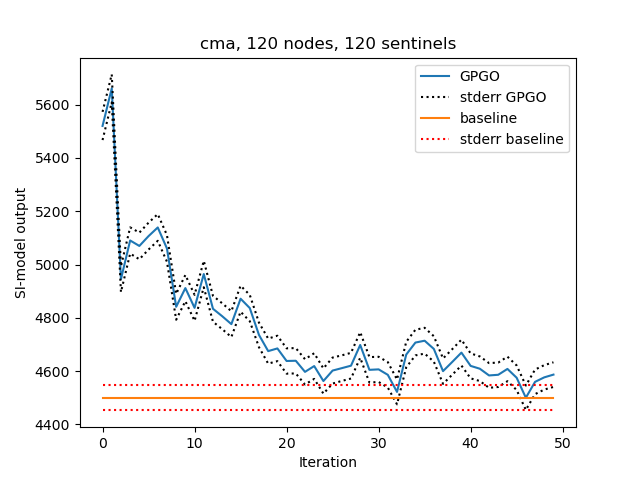 cma, 120 nodes, 120 sentinels
GPGO
stderr GPGO
baseline
stderr baseline
SI-model output
5600
5400
5200
5000
4800
4600
4400
0 10 20 30 40 50
Iteration